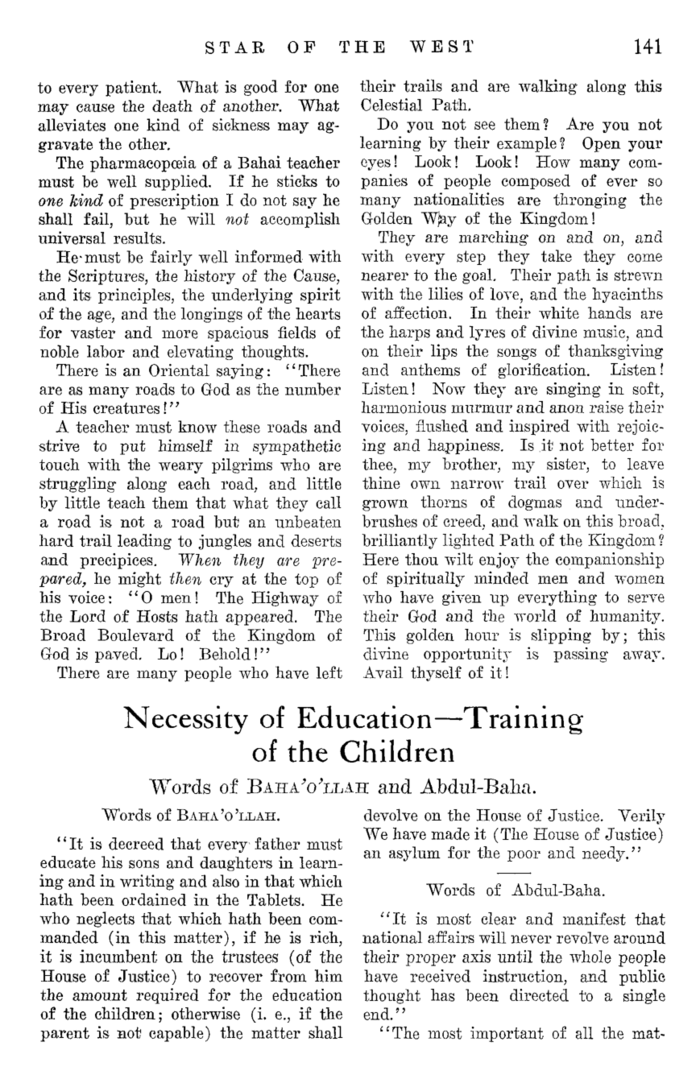 STAR OF THE WEST 141
to every patient. What is good for one
may cause the death of another. What
alleviates one kind of sickness may ag-
gravate the other.
The pharmacopœia of a Bahai teacher
must be well supplied. If he sticks to
one kind of prescription I do not say he
shall fail, but he will not accomplish
universal results.
He must be fairly well informed with
the Scriptures, the history of the Cause,
and its principles, the underlying spirit
of the age, and the longings of the hearts
for vaster and more spacious fields of
noble labor and elevating thoughts.
There is an Oriental saying: "There
are as many roads to God as the number
of His creatures!"
A teacher must know these roads and
strive to put himself in sympathetic
touch with the weary pilgrims who are
struggling along each road, and little
by little teach them that what they call
a road is not a road but an unbeaten
hard trail leading to jungles and deserts
and precipices. When they are pre-
pared, he might then cry at the top of
his voice: "O men! The Highway of
the Lord of Hosts hath appeared. The
Broad Boulevard of the Kingdom of
God is paved. Lo! Behold!"
There are many people who have left
their trails and are walking along this
Celestial Path.
Do you not see them? Are you not
learning by their example? Open your
eyes! Look! Look! How many com-
panies of people composed of ever so
many nationalities are thronging the
Golden Way of the Kingdom!
They are marching on and on, and
with every step they take they come
nearer to the goal. Their path is strewn
with the lilies of love, and the hyacinths
of affection. In their white hands are
the harps and lyres of divine music, and
on their lips the songs of thanksgiving
and anthems of glorification. Listen!
Listen! Now they are singing in soft,
harmonious murmur and anon raise their
voices, flushed and inspired with rejoic-
ing and happiness. Is it not better for
thee, my brother, my sister, to leave
thine own narrow trail over which is
grown thorns of dogmas and under-
brushes of creed, and walk on this broad,
brilliantly lighted Path of the Kingdom?
Here thou wilt enjoy the companionship
of spiritually minded men and women
who have given up everything to serve
their God and the world of humanity.
This golden hour is slipping by; this
divine opportunity is passing away.
Avail thyself of it!
Necessity of Education—Training
of the Children
Words of BAHA'O'LLAH and Abdul-Baha.
Words of BAHA'O'LLAH.
"It is decreed that every father must
educate his sons and daughters in learn-
ing and in writing and also in that which
hath been ordained in the Tablets. He
who neglects that which hath been com-
manded (in this matter), if he is rich,
it is incumbent on the trustees (of the
House of Justice) to recover from him
the amount required for the education
of the children; otherwise (i. e., if the
parent is not capable) the matter shall
devolve on the House of Justice. Verily
We have made it (The House of Justice)
an asylum for the poor and needy."
Words of Abdul-Baha.
"It is most clear and manifest that
national affairs will never revolve around
their proper axis until the whole people
have received instruction, and public
thought has been directed to a single
end."
"The most important of all the mat-